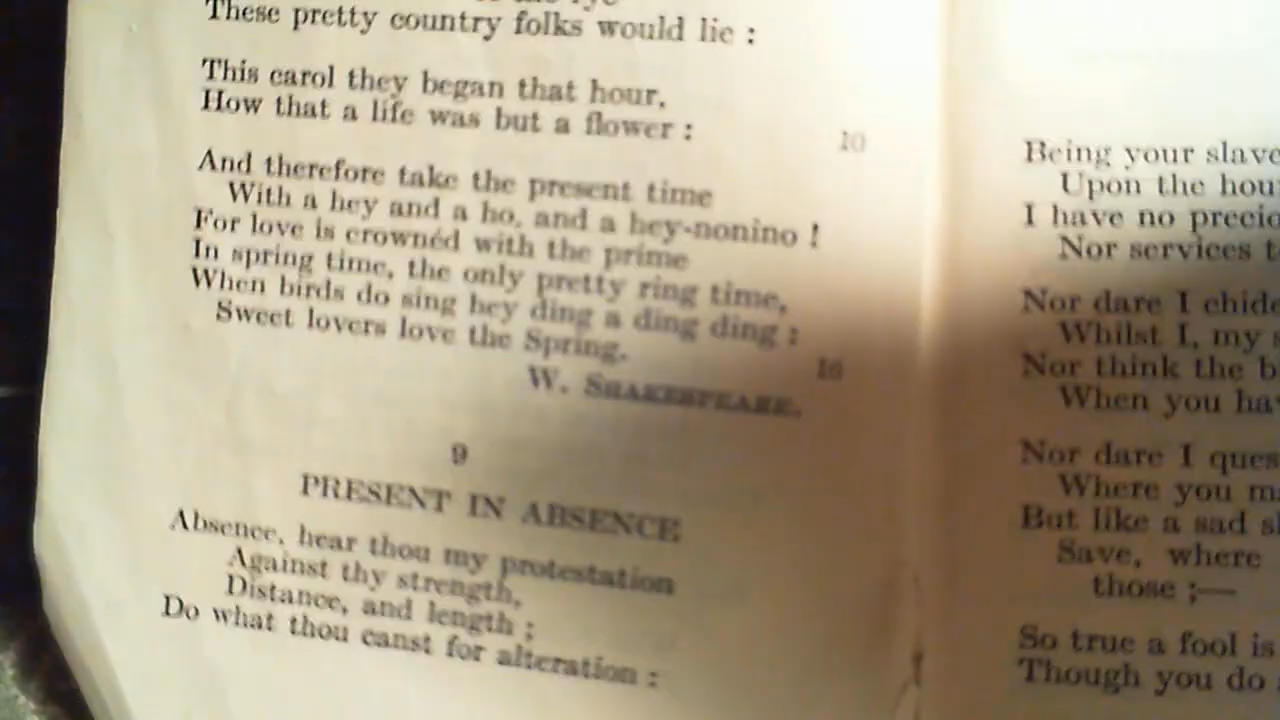 These pretty country folks would lie :
This carol they began that hour,
How that a life was but a flower :
10
And therefore take the present time
With a hey and a ho, and a hey-nonino !
For love is crownéd with the prime
In spring time, the only pretty ring time,
When birds do sing hey ding a ding ding :
Sweet lovers love the Spring.
16
W. SHAKESPEARE.
9
PRESENT IN ABSENCE
Absence, hear thou my protestation
Against thy strength,
Distance, and length ;
Do what thou canst for alteration :
Being your slave
Upon the hou
I have no preci
Nor services t
Nor dare I chid
Whilst I, my s
Nor think the b
When you ha
Nor dare I ques
Where you m
But like a sad sl
Save, where
those ;—
So true a fool is
Though you do